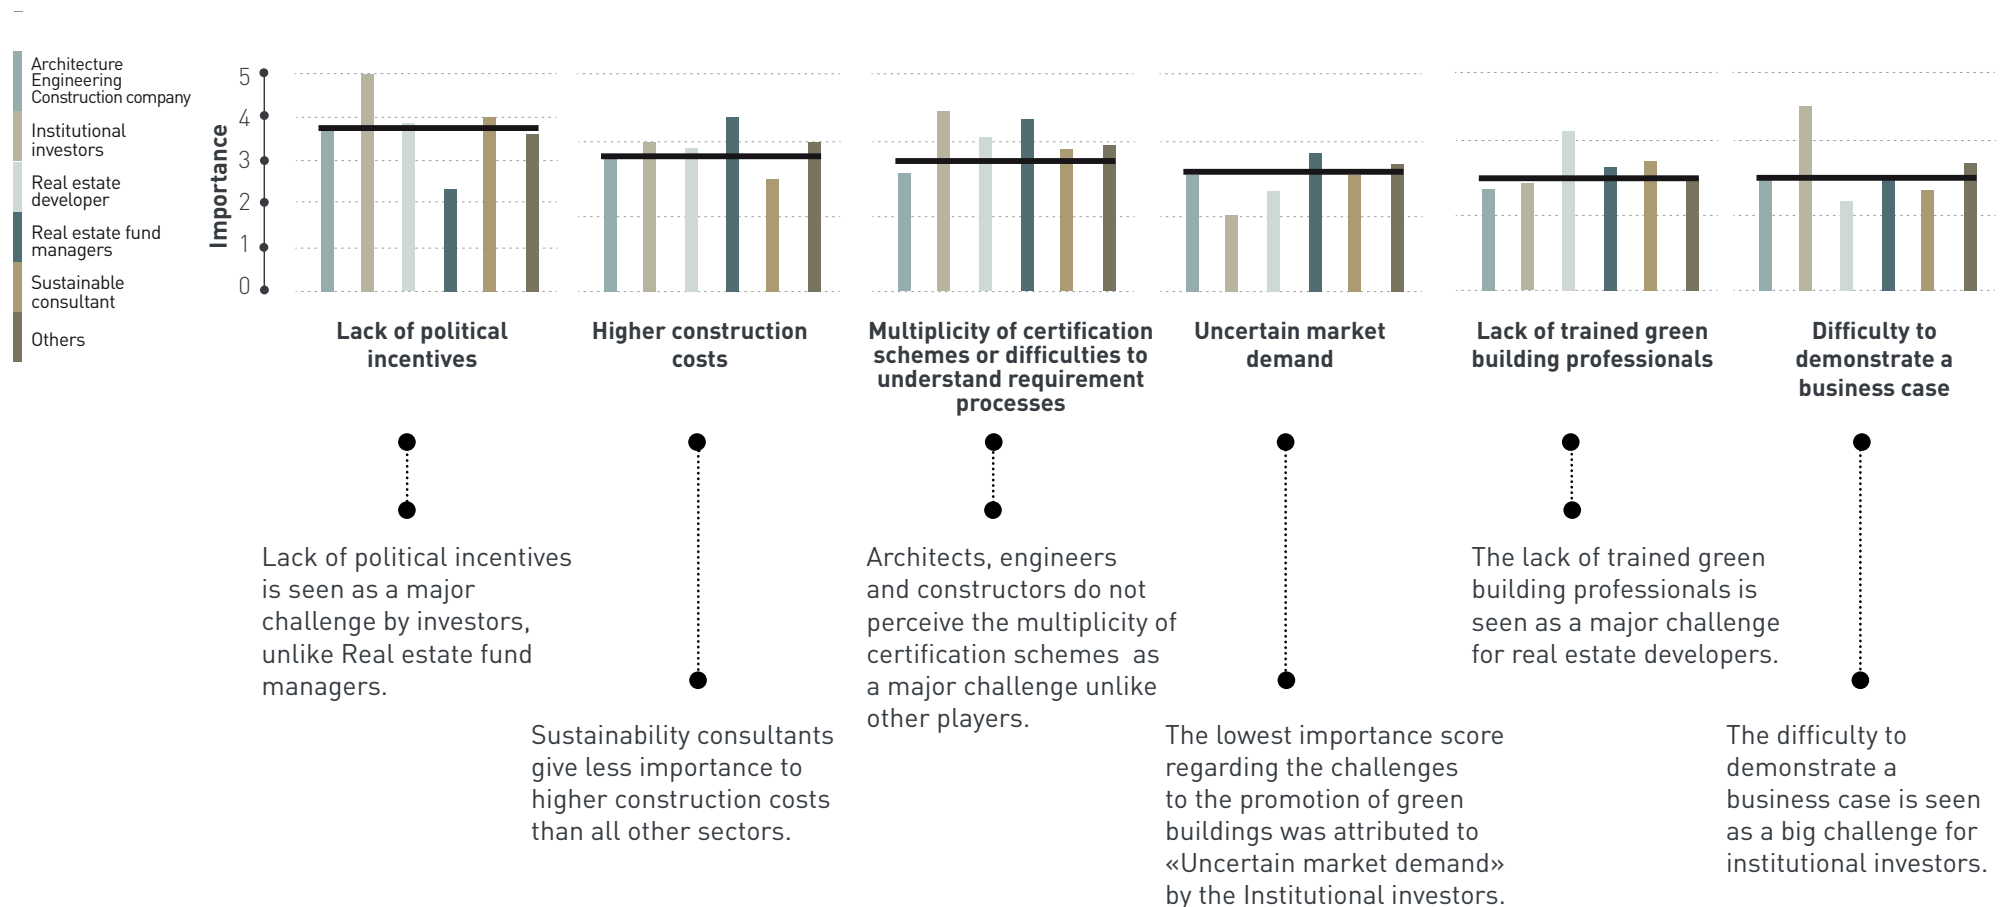 Architecture
Engineering
Construction company
Institutional
investors
Real estate
developer
Real estate fund
managers
Sustainable
consultant
Others
Importance
5
4
3
2
1
0
Lack of political
incentives
Higher construction
costs
Multiplicity of certification
schemes or difficulties to
understand requirement
processes
Uncertain market
demand
Lack of trained green
building professionals
Difficulty to
demonstrate a
business case
Lack of political incentives
is seen as a major
challenge by investors,
unlike Real estate fund
managers.
Sustainability consultants
give less importance to
higher construction costs
than all other sectors.
Architects, engineers
and constructors do not
perceive the multiplicity of
certification schemes as
a major challenge unlike
other players.
The lowest importance score
regarding the challenges
to the promotion of green
buildings was attributed to
«Uncertain market demand»
by the Institutional investors.
The lack of trained green
building professionals is
seen as a major challenge
for real estate developers.
The difficulty to
demonstrate a
business case is seen
as a big challenge for
institutional investors.